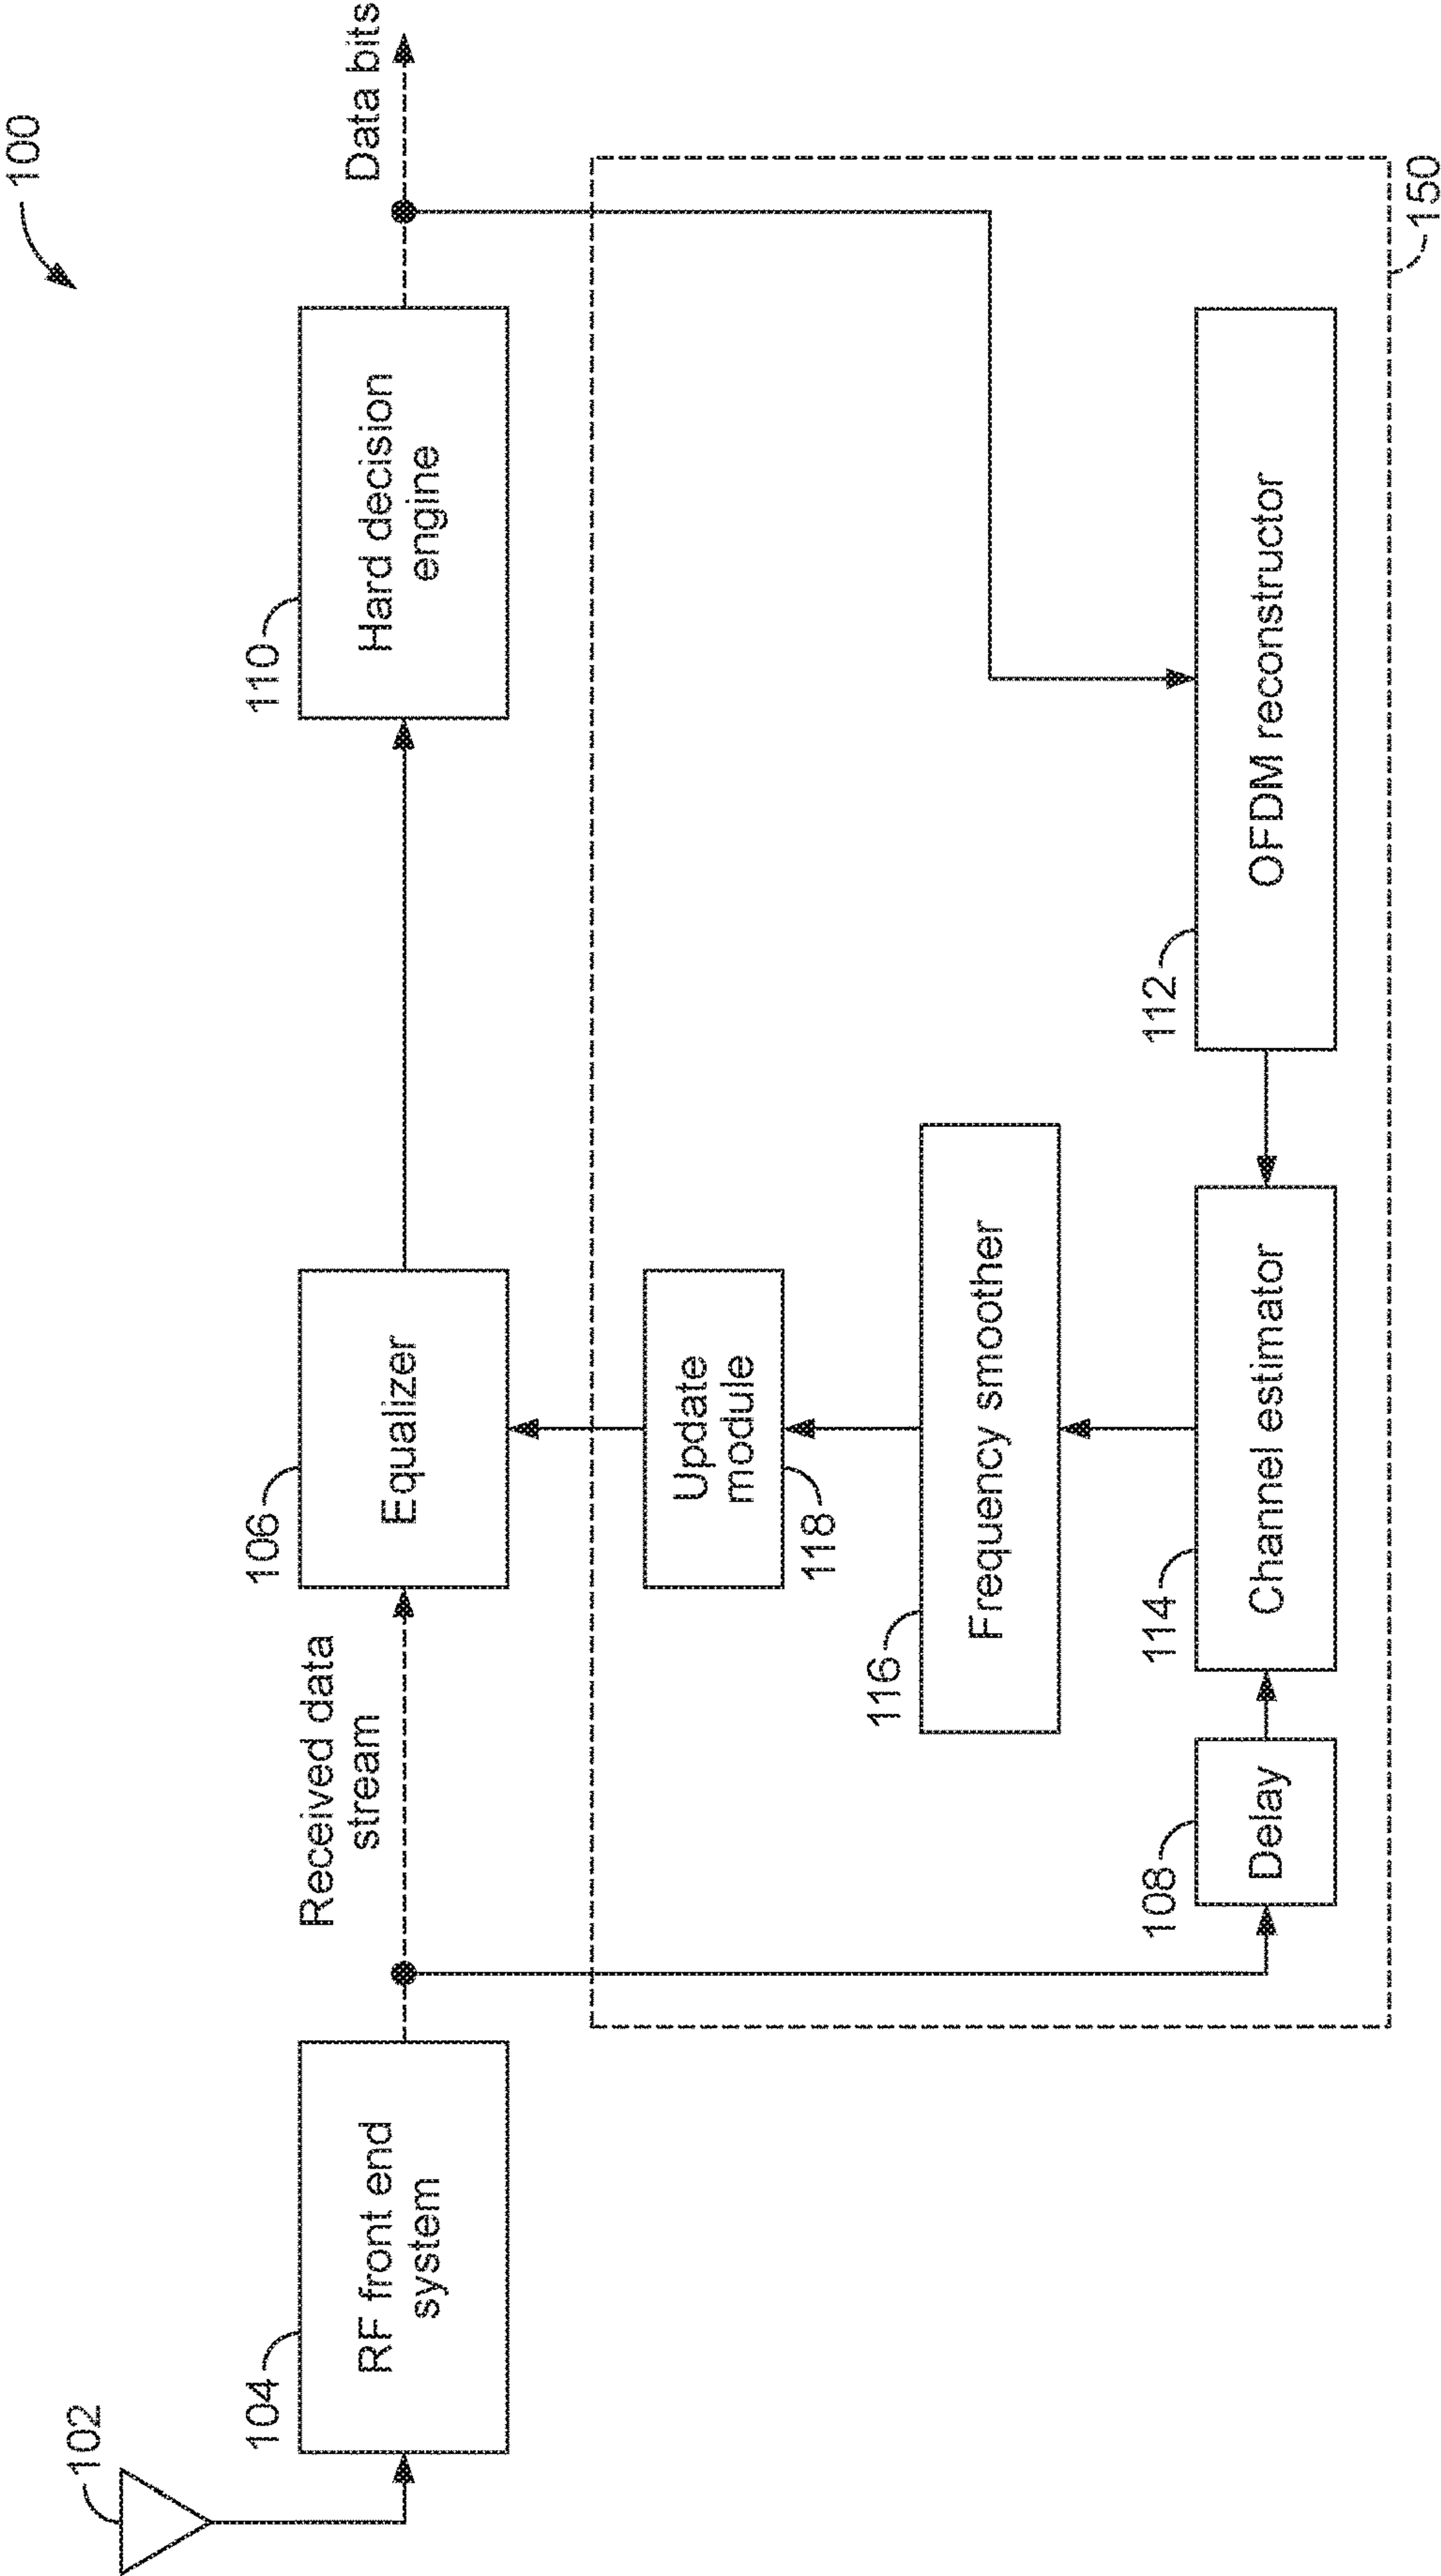 100
102
104
RF front end
system
Received data
stream
106
Equalizer
110
Hard decision
engine
Data bits
118
Update
module
116
Frequency smoother
108
Delay
114
Channel estimator
112
OFDM reconstructor
150